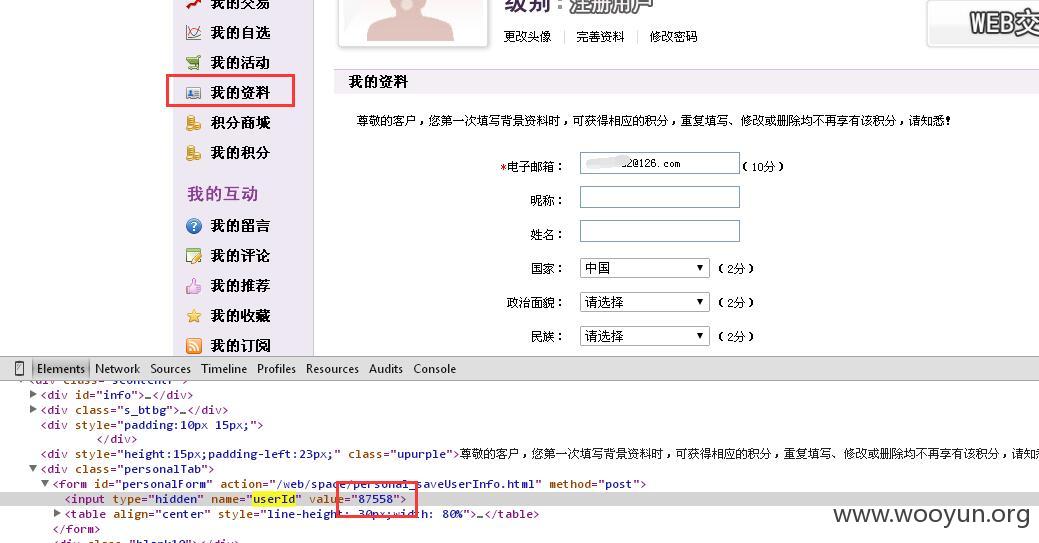 我的交易
级别：注册用户
我的自选
更改头像 完善资料 修改密码
WEB交
我的活动
我的资料
我的资料
积分商城
尊敬的客户，您第一次填写背景资料时，可获得相应的积分，重复填写、修改或删除均不再享有该积分，请知悉！
我的积分
*电子邮箱： 2@126.com (10分)
我的互动
昵称：
我的留言
姓名：
我的评论
国家： 中国 (2分)
我的推荐
政治面貌： 请选择 (2分)
我的收藏
民族： 请选择 (2分)
我的订阅
Elements Network Sources Timeline Profiles Resources Audits Console
<div id="info">…</div>
<div class="s_btbg">…</div>
<div style="padding:10px 15px;">
</div>
<div style="height:15px;padding-left:23px;" class="upurple">尊敬的客户，您第一次填写背景资料时，可获得相应的积分，重复填写、修改或删除均不再享有该积分，请知悉
<div class="personalTab">
<form id="personalForm" action="/web/space/personal_saveUserInfo.html" method="post">
<input type="hidden" name="userId" value="87558">
<table align="center" style="line-height: 30px;width: 80%">…</table>
</form>
www.wooyun.org